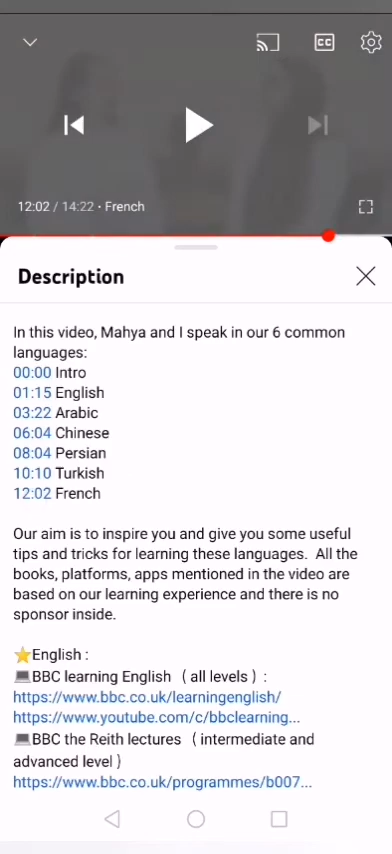 CC
12:02 / 14:22 • French
Description
In this video, Mahya and I speak in our 6 common
languages:
00:00 Intro
01:15 English
03:22 Arabic
06:04 Chinese
08:04 Persian
10:10 Turkish
12:02 French
Our aim is to inspire you and give you some useful
tips and tricks for learning these languages. All the
books, platforms, apps mentioned in the video are
based on our learning experience and there is no
sponsor inside.
⭐English :
💻BBC learning English （all levels）:
https://www.bbc.co.uk/learningenglish/
https://www.youtube.com/c/bbclearning...
💻BBC the Reith lectures （intermediate and
advanced level）
https://www.bbc.co.uk/programmes/b007...